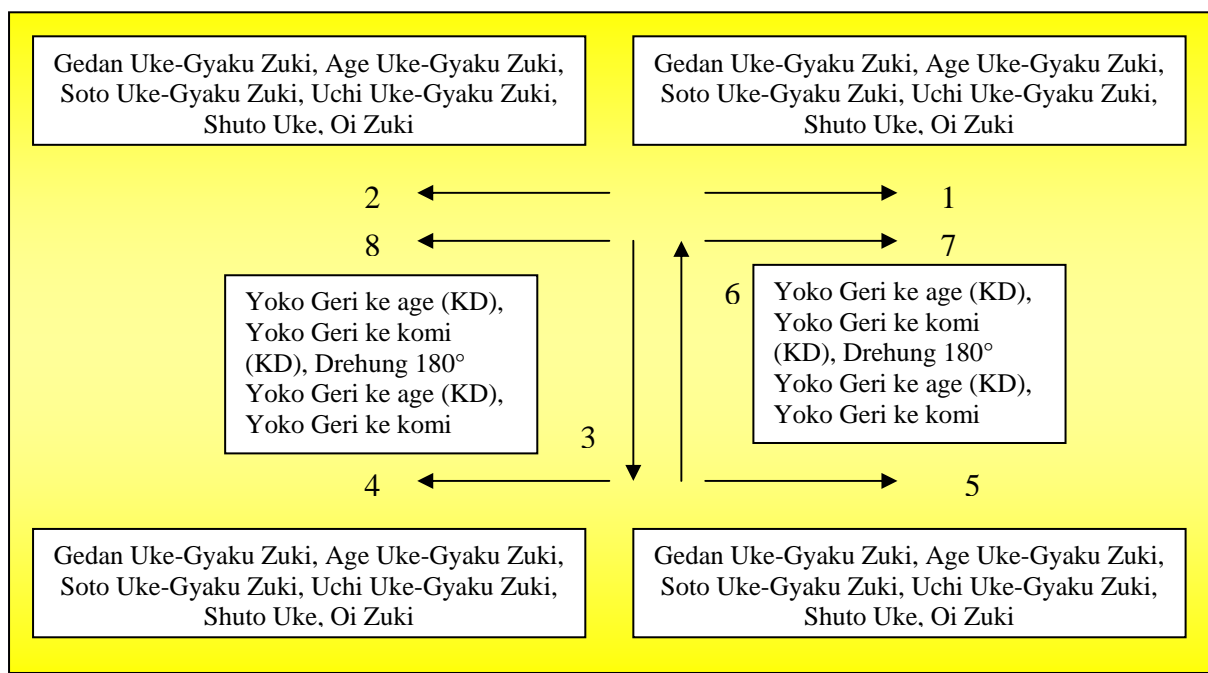 Gedan Uke-Gyaku Zuki, Age Uke-Gyaku Zuki,
Soto Uke-Gyaku Zuki, Uchi Uke-Gyaku Zuki,
Shuto Uke, Oi Zuki
Gedan Uke-Gyaku Zuki, Age Uke-Gyaku Zuki,
Soto Uke-Gyaku Zuki, Uchi Uke-Gyaku Zuki,
Shuto Uke, Oi Zuki
2
1
8
7
Yoko Geri ke age (KD),
Yoko Geri ke komi
(KD), Drehung 180°
Yoko Geri ke age (KD),
Yoko Geri ke komi
6
Yoko Geri ke age (KD),
Yoko Geri ke komi
(KD), Drehung 180°
Yoko Geri ke age (KD),
Yoko Geri ke komi
3
4
5
Gedan Uke-Gyaku Zuki, Age Uke-Gyaku Zuki,
Soto Uke-Gyaku Zuki, Uchi Uke-Gyaku Zuki,
Shuto Uke, Oi Zuki
Gedan Uke-Gyaku Zuki, Age Uke-Gyaku Zuki,
Soto Uke-Gyaku Zuki, Uchi Uke-Gyaku Zuki,
Shuto Uke, Oi Zuki